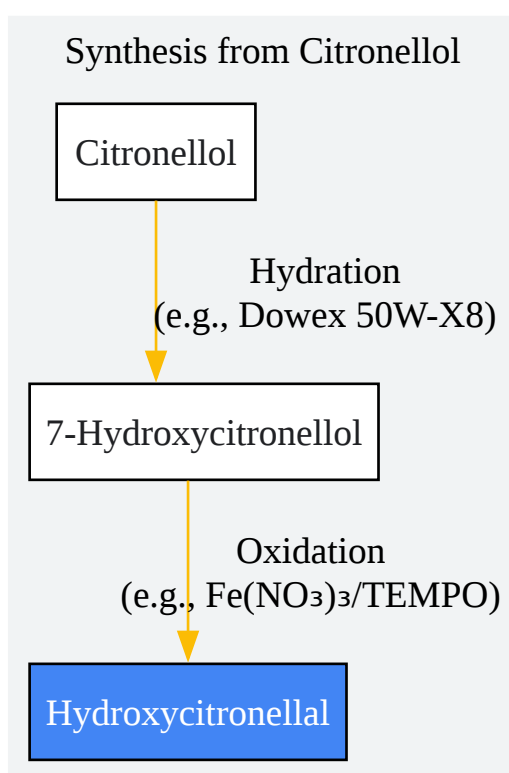 Synthesis from Citronellol
Citronellol
Hydration
(e.g., Dowex 50W-X8)
7-Hydroxycitronellol
Oxidation
(e.g., Fe(NO₃)₃/TEMPO)
Hydroxycitronellal